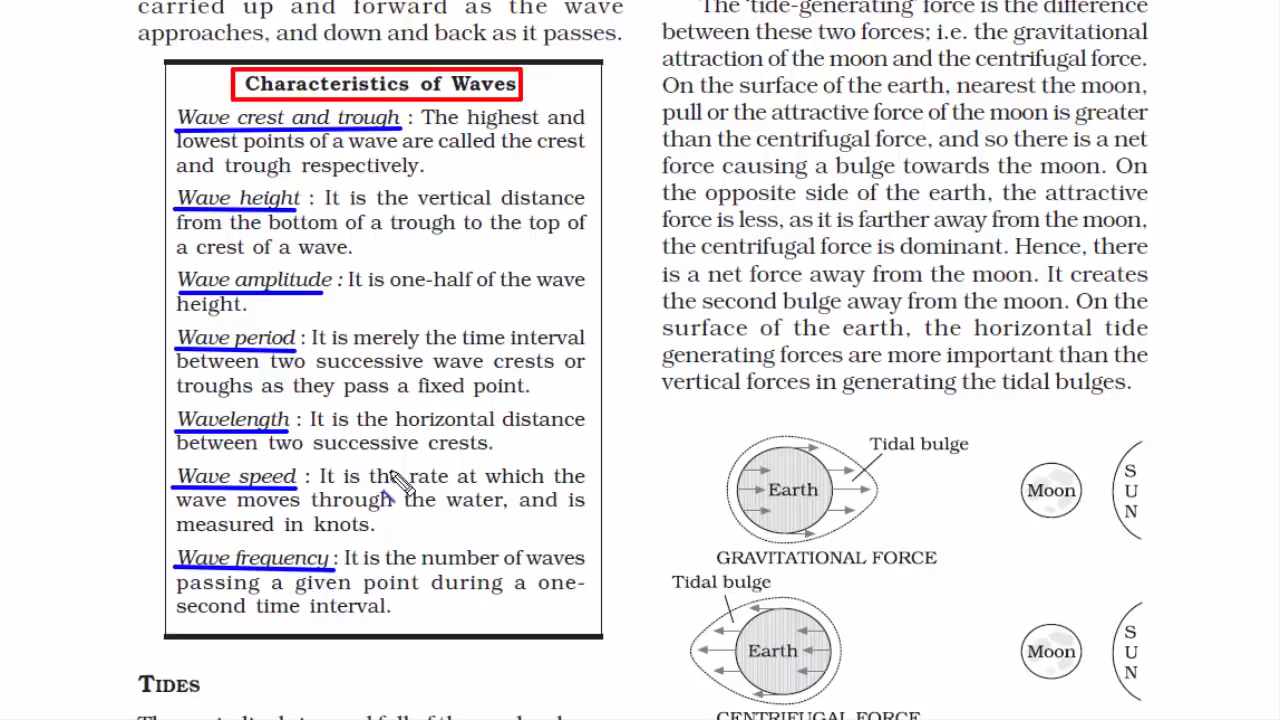 carried up and forward as the wave
approaches, and down and back as it passes.
Characteristics of Waves
Wave crest and trough : The highest and
lowest points of a wave are called the crest
and trough respectively.
Wave height : It is the vertical distance
from the bottom of a trough to the top of
a crest of a wave.
Wave amplitude : It is one-half of the wave
height.
Wave period : It is merely the time interval
between two successive wave crests or
troughs as they pass a fixed point.
Wavelength : It is the horizontal distance
between two successive crests.
Wave speed : It is the rate at which the
wave moves through the water, and is
measured in knots.
Wave frequency : It is the number of waves
passing a given point during a one-
second time interval.
TIDES
The 'tide-generating' force is the difference
between these two forces; i.e. the gravitational
attraction of the moon and the centrifugal force.
On the surface of the earth, nearest the moon,
pull or the attractive force of the moon is greater
than the centrifugal force, and so there is a net
force causing a bulge towards the moon. On
the opposite side of the earth, the attractive
force is less, as it is farther away from the moon,
the centrifugal force is dominant. Hence, there
is a net force away from the moon. It creates
the second bulge away from the moon. On the
surface of the earth, the horizontal tide
generating forces are more important than the
vertical forces in generating the tidal bulges.
Tidal bulge
Earth
Moon
S
U
N
GRAVITATIONAL FORCE
Tidal bulge
Earth
Moon
S
U
N
CENTRIFUGAL FORCE